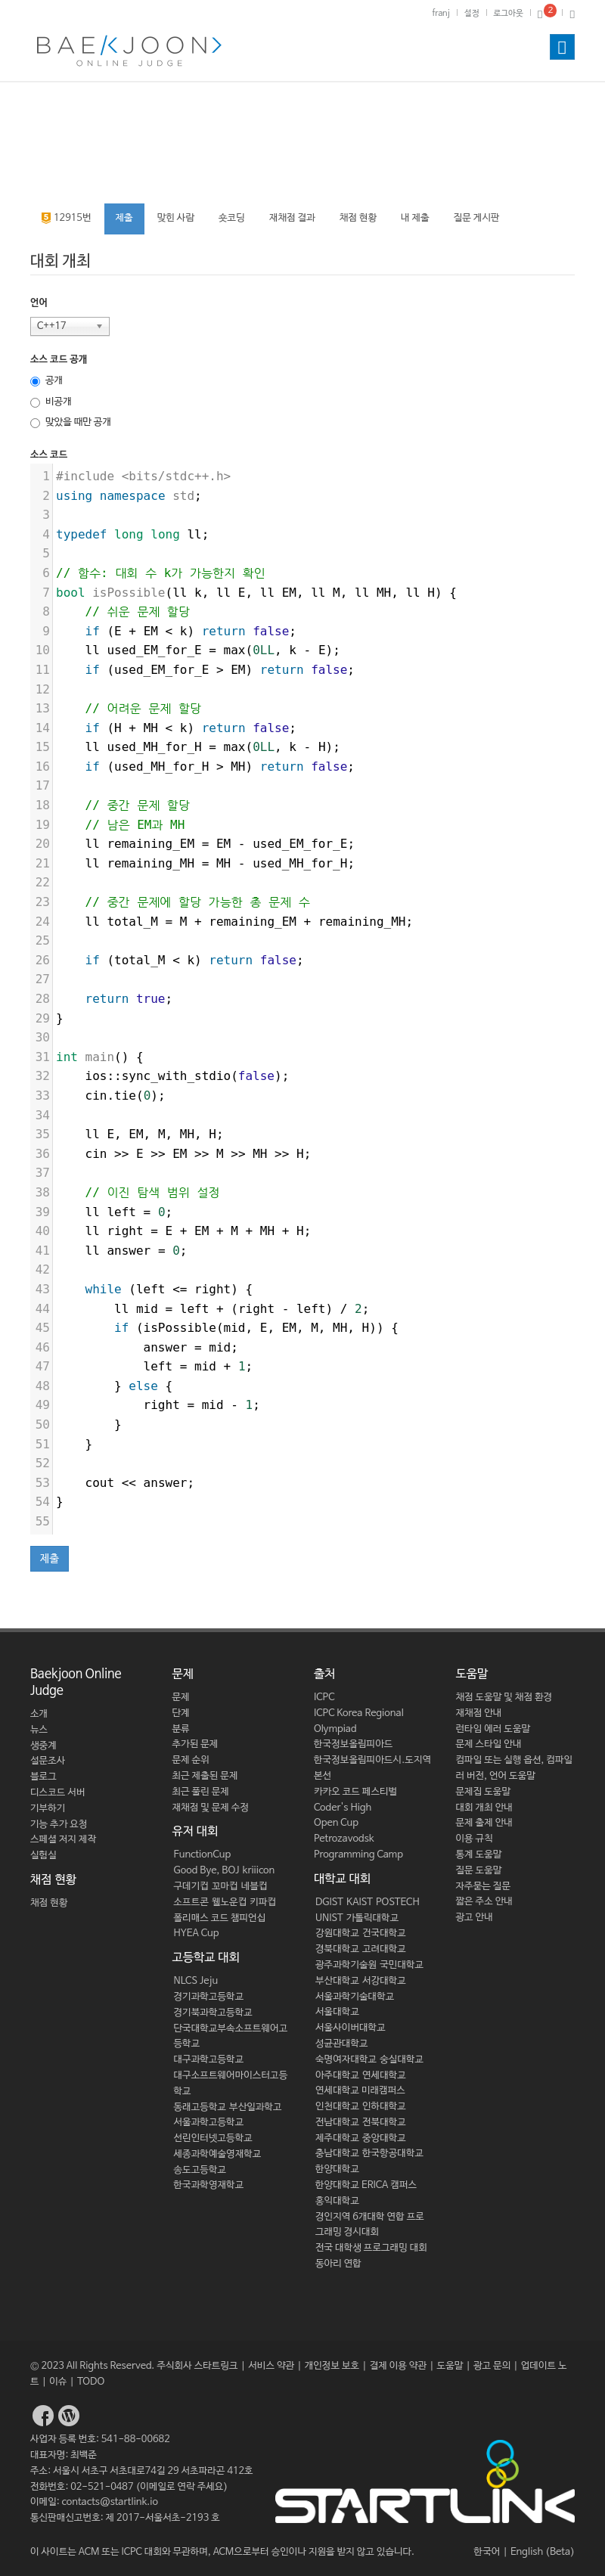 franj | 설정 | 로그아웃 | 2
BAEKJOON
ONLINE JUDGE
12915번 제출 맞힌 사람 숏코딩 재채점 결과 채점 현황 내 제출 질문 게시판
대회 개최
언어
C++17
소스 코드 공개
공개
비공개
맞았을 때만 공개
소스 코드
1 #include <bits/stdc++.h>
2 using namespace std;
3
4 typedef long long ll;
5
6 // 함수: 대회 수 k가 가능한지 확인
7 bool isPossible(ll k, ll E, ll EM, ll M, ll MH, ll H) {
8     // 쉬운 문제 할당
9     if (E + EM < k) return false;
10     ll used_EM_for_E = max(0LL, k - E);
11     if (used_EM_for_E > EM) return false;
12
13     // 어려운 문제 할당
14     if (H + MH < k) return false;
15     ll used_MH_for_H = max(0LL, k - H);
16     if (used_MH_for_H > MH) return false;
17
18     // 중간 문제 할당
19     // 남은 EM과 MH
20     ll remaining_EM = EM - used_EM_for_E;
21     ll remaining_MH = MH - used_MH_for_H;
22
23     // 중간 문제에 할당 가능한 총 문제 수
24     ll total_M = M + remaining_EM + remaining_MH;
25
26     if (total_M < k) return false;
27
28     return true;
29 }
30
31 int main() {
32     ios::sync_with_stdio(false);
33     cin.tie(0);
34
35     ll E, EM, M, MH, H;
36     cin >> E >> EM >> M >> MH >> H;
37
38     // 이진 탐색 범위 설정
39     ll left = 0;
40     ll right = E + EM + M + MH + H;
41     ll answer = 0;
42
43     while (left <= right) {
44         ll mid = left + (right - left) / 2;
45         if (isPossible(mid, E, EM, M, MH, H)) {
46             answer = mid;
47             left = mid + 1;
48         } else {
49             right = mid - 1;
50         }
51     }
52
53     cout << answer;
54 }
55
제출
Baekjoon Online
Judge
소개
뉴스
생중계
설문조사
블로그
디스코드 서버
기부하기
기능 추가 요청
스페셜 저지 제작
실험실
채점 현황
채점 현황
문제
문제
단계
분류
추가된 문제
문제 순위
최근 제출된 문제
최근 풀린 문제
재채점 및 문제 수정
유저 대회
FunctionCup
Good Bye, BOJ kriiicon
구데기컵 꼬마컵 네블컵
소프트콘 웰노운컵 키파컵
폴리매스 코드 챔피언십
HYEA Cup
고등학교 대회
NLCS Jeju
경기과학고등학교
경기북과학고등학교
단국대학교부속소프트웨어고
등학교
대구과학고등학교
대구소프트웨어마이스터고등
학교
동래고등학교 부산일과학고
서울과학고등학교
선린인터넷고등학교
세종과학예술영재학교
송도고등학교
한국과학영재학교
출처
ICPC
ICPC Korea Regional
Olympiad
한국정보올림피아드
한국정보올림피아드시.도지역
본선
카카오 코드 페스티벌
Coder's High
Open Cup
Petrozavodsk
Programming Camp
대학교 대회
DGIST KAIST POSTECH
UNIST 가톨릭대학교
강원대학교 건국대학교
경북대학교 고려대학교
광주과학기술원 국민대학교
부산대학교 서강대학교
서울과학기술대학교
서울대학교
서울사이버대학교
성균관대학교
숙명여자대학교 숭실대학교
아주대학교 연세대학교
연세대학교 미래캠퍼스
인천대학교 인하대학교
전남대학교 전북대학교
제주대학교 중앙대학교
충남대학교 한국항공대학교
한양대학교
한양대학교 ERICA 캠퍼스
홍익대학교
경인지역 6개대학 연합 프로
그래밍 경시대회
전국 대학생 프로그래밍 대회
동아리 연합
도움말
채점 도움말 및 채점 환경
재채점 안내
런타임 에러 도움말
문제 스타일 안내
컴파일 또는 실행 옵션, 컴파일
러 버전, 언어 도움말
문제집 도움말
대회 개최 안내
문제 출제 안내
이용 규칙
통계 도움말
질문 도움말
자주묻는 질문
짧은 주소 안내
광고 안내
© 2023 All Rights Reserved. 주식회사 스타트링크 | 서비스 약관 | 개인정보 보호 | 결제 이용 약관 | 도움말 | 광고 문의 | 업데이트 노
트 | 이슈 | TODO
사업자 등록 번호: 541-88-00682
대표자명: 최백준
주소: 서울시 서초구 서초대로74길 29 서초파라곤 412호
전화번호: 02-521-0487 (이메일로 연락 주세요)
이메일: contacts@startlink.io
통신판매신고번호: 제 2017-서울서초-2193 호
STARTLINK
이 사이트는 ACM 또는 ICPC 대회와 무관하며, ACM으로부터 승인이나 지원을 받지 않고 있습니다.
한국어 | English (Beta)